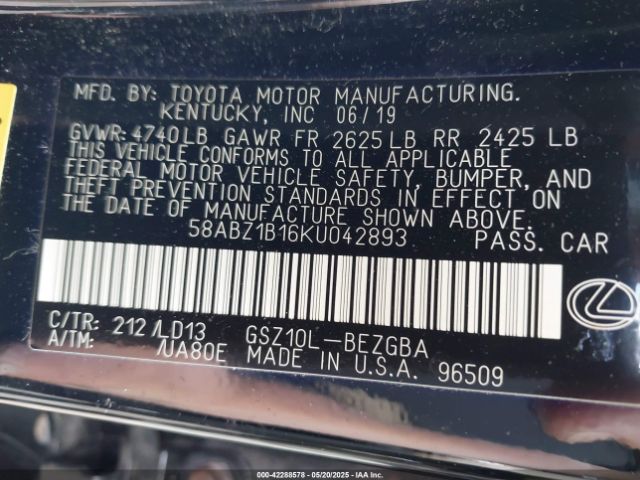 MFD. BY: TOYOTA MOTOR MANUFACTURING.
KENTUCKY, INC 06/19
GVWR: 4740LB GAWR FR 2625LB RR 2425 LB
THIS VEHICLE CONFORMS TO ALL APPLICABLE
FEDERAL MOTOR VEHICLE SAFETY, BUMPER, AND
THEFT PREVENTION STANDARDS IN EFFECT ON
THE DATE OF MANUFACTURE SHOWN ABOVE.
58ABZ1B16KU042893 PASS. CAR
C/TR: 212/LD13 GSZ10L-BEZGBA
A/TM: /UA80E MADE IN U.S.A. 96509
000-42288578 - 05/20/2025 - IAA, Inc.